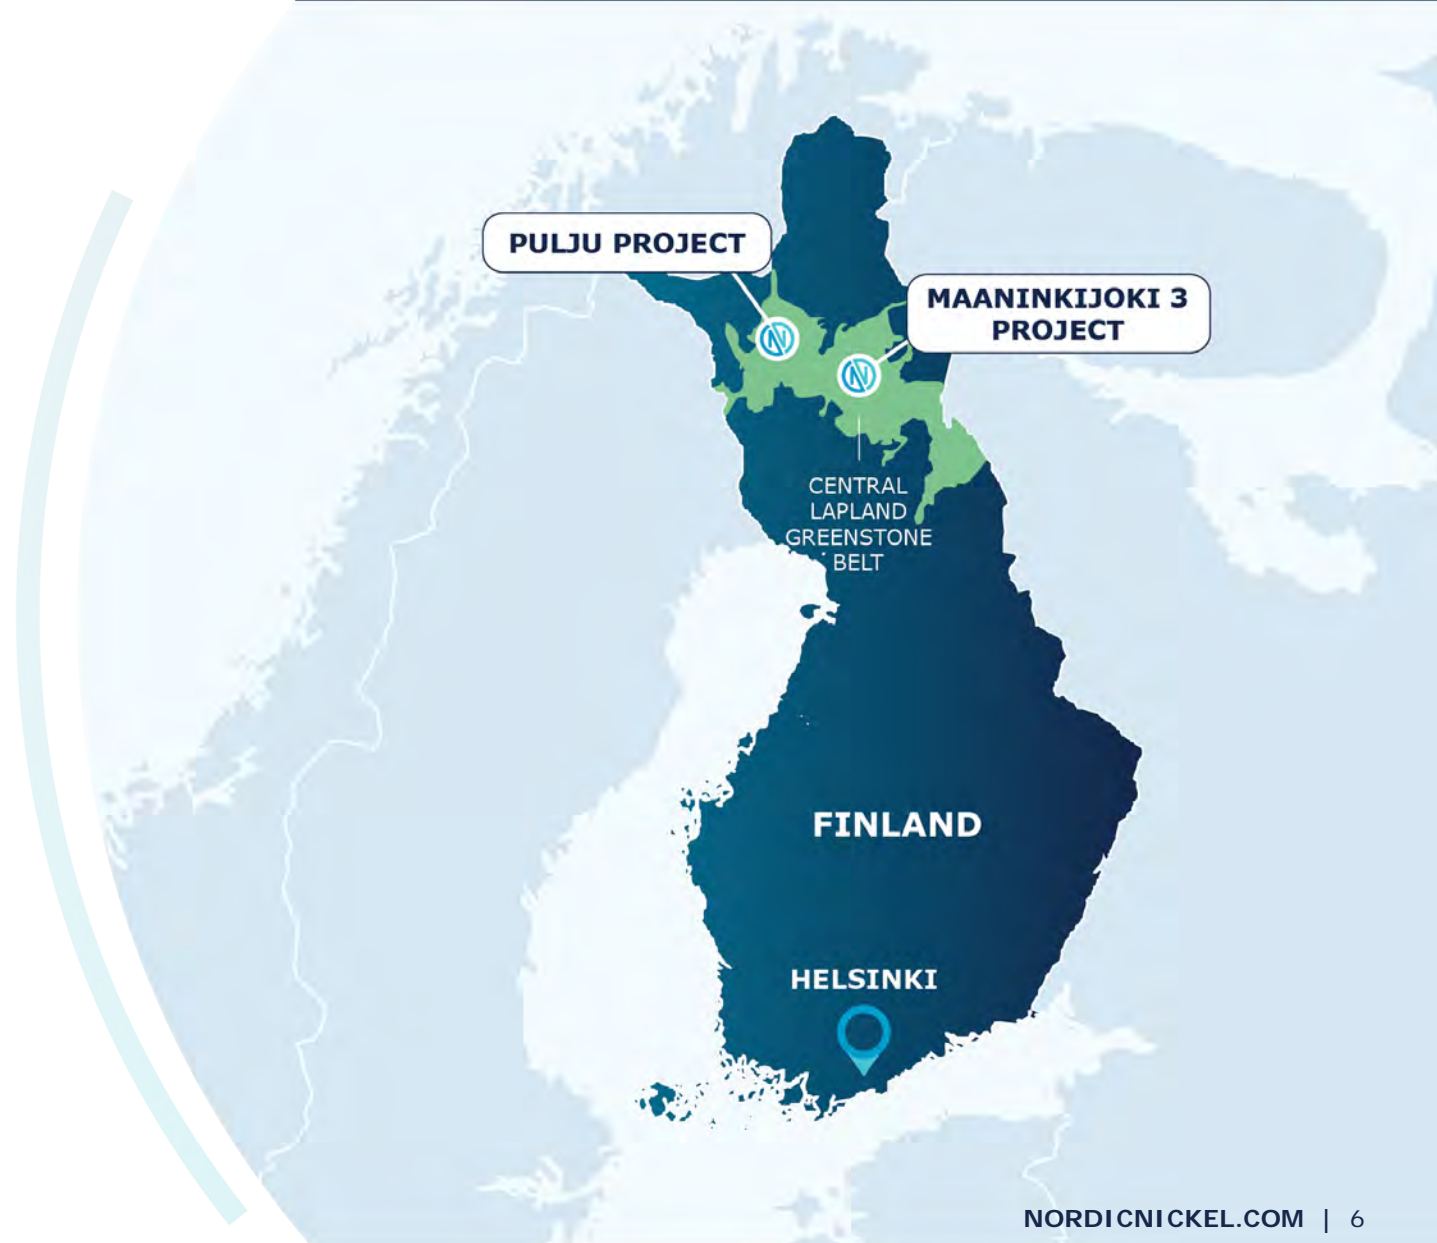 PULJU PROJECT
MAANINKIJOKI 3
PROJECT
CENTRAL
LAPLAND
GREENSTONE
BELT
FINLAND
HELSINKI
NORDICNICKEL.COM | 6